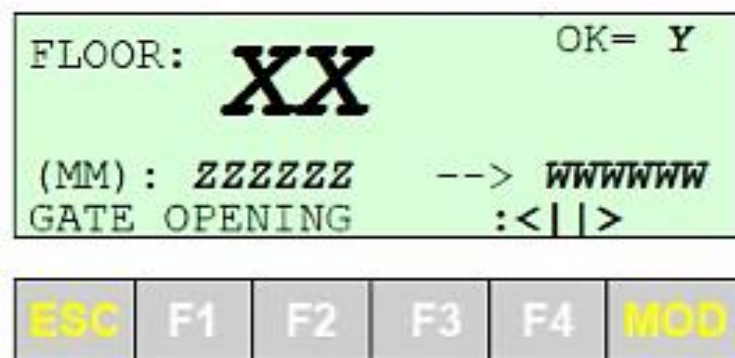 FLOOR: XX OK= Y
(MM): ZZZZZZ --> WWWWWW
GATE OPENING :<||>
ESC F1 F2 F3 F4 MOD